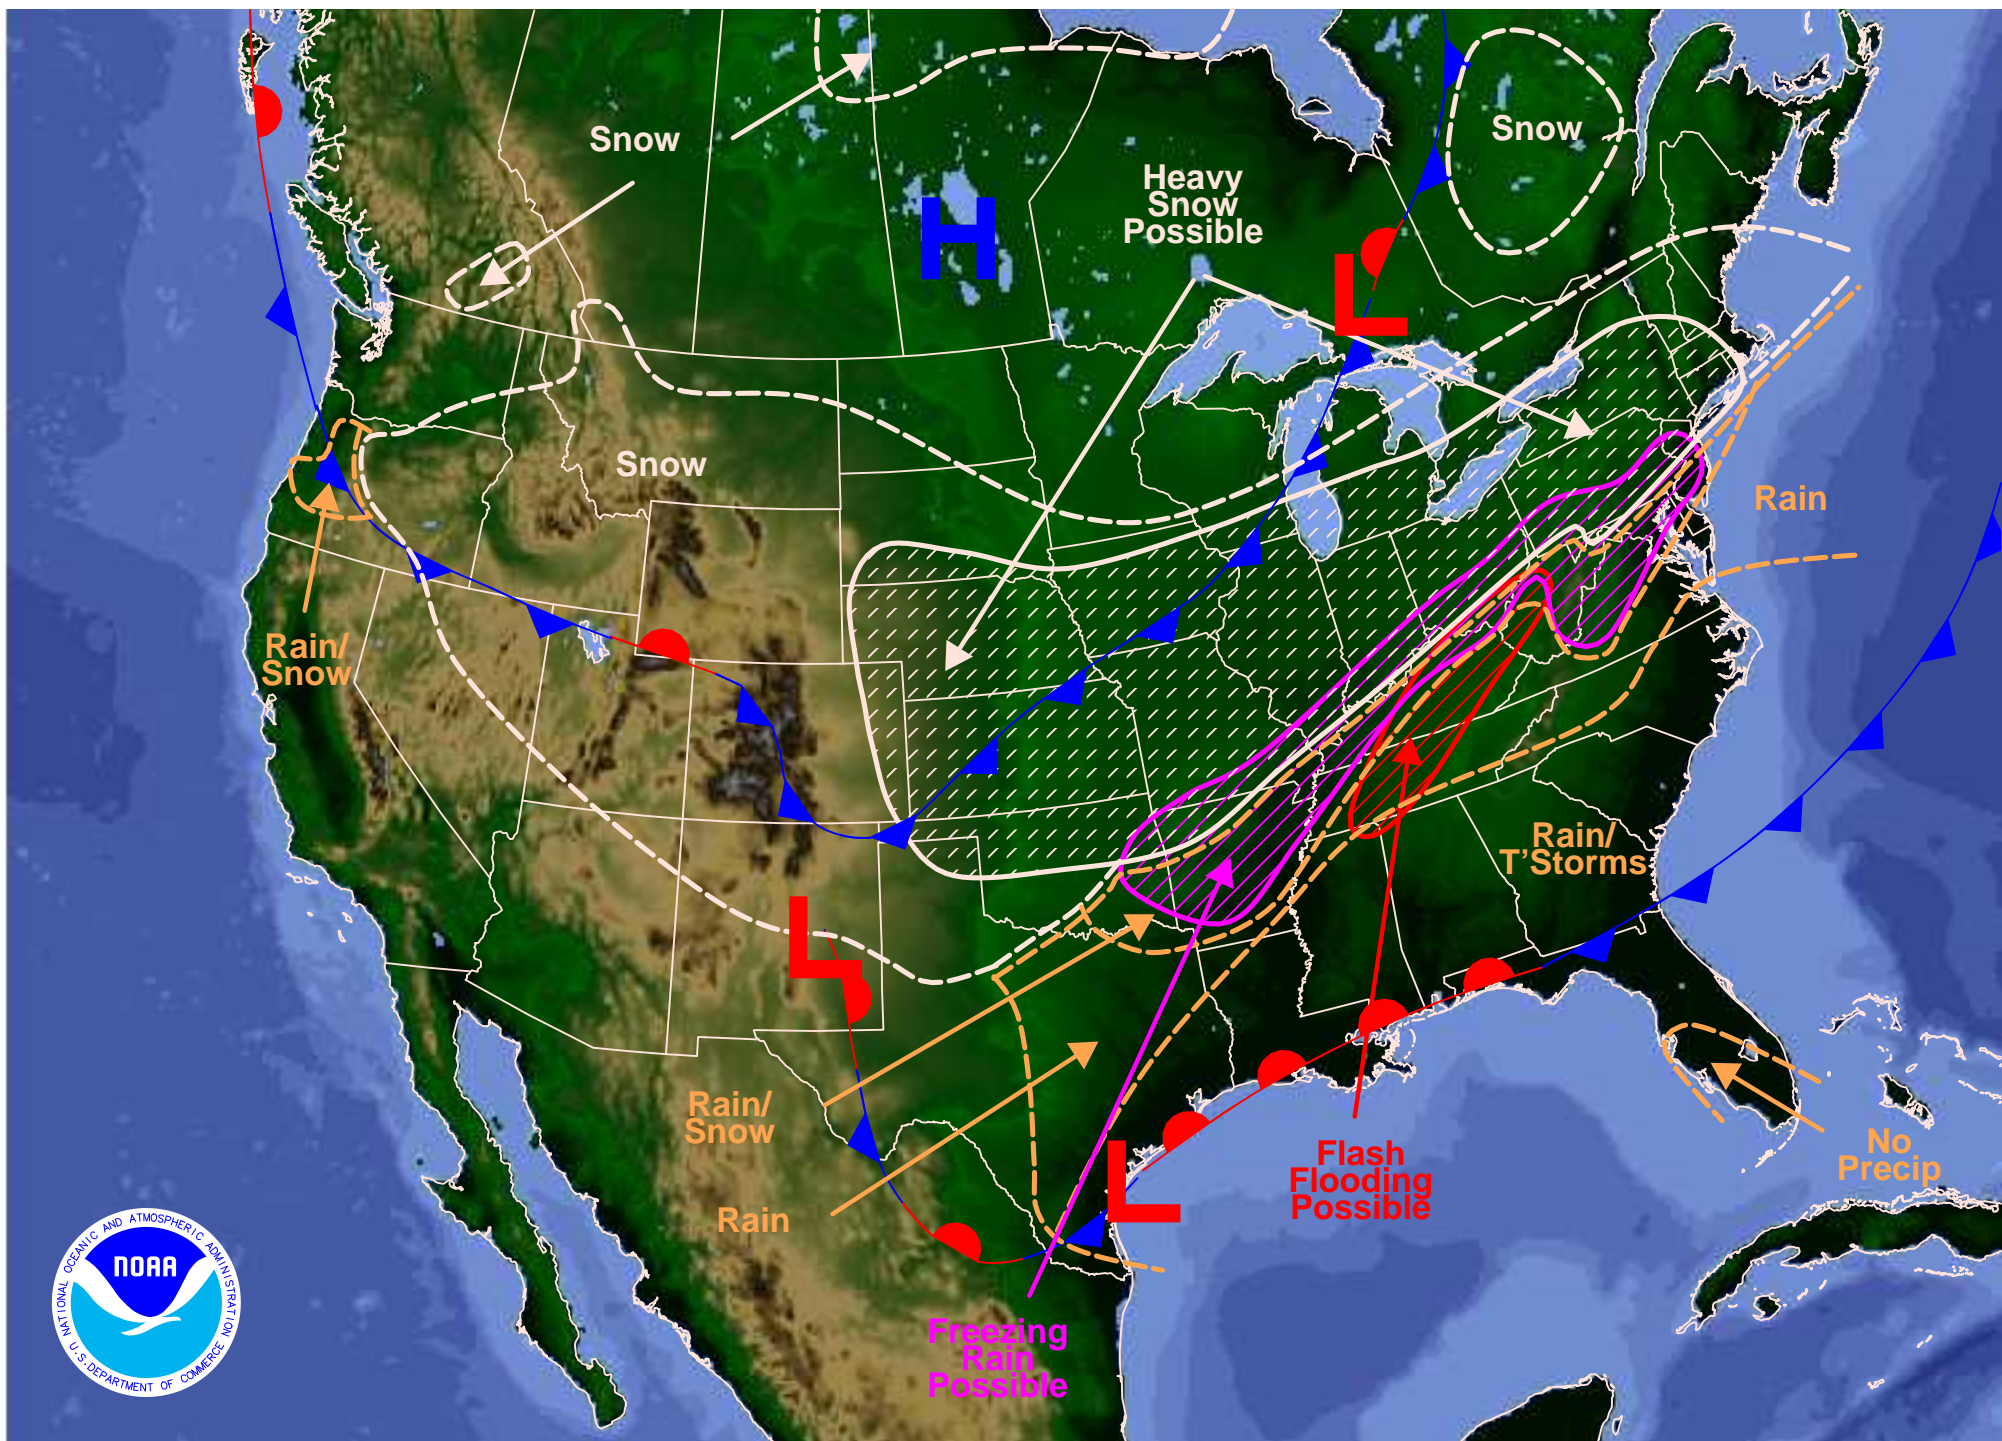 Snow
Snow
Heavy
Snow
Possible
H
L
Snow
Rain
Rain/
Snow
Rain/
T'Storms
L
Rain/
Snow
Rain
L
Flash
Flooding
Possible
No
Precip
Freezing
Rain
Possible
NATIONAL OCEANIC AND ATMOSPHERIC ADMINISTRATION
NOAA
U.S. DEPARTMENT OF COMMERCE